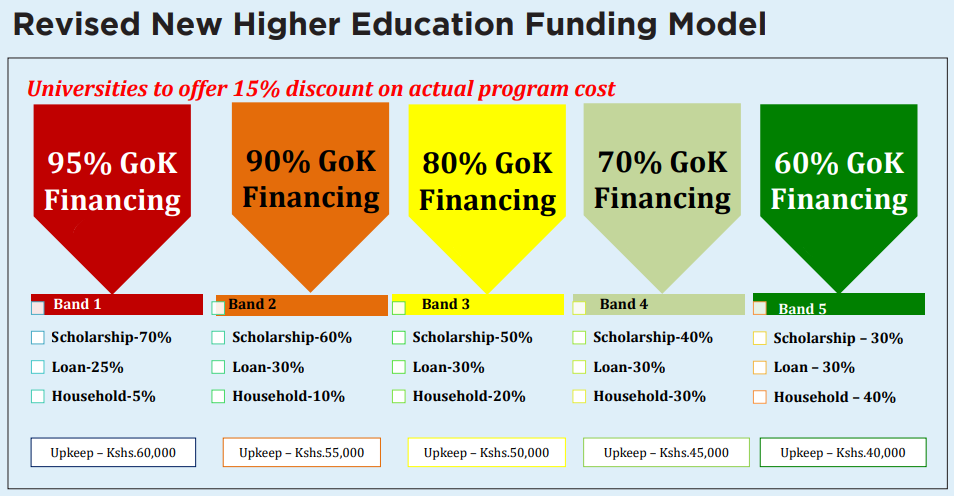 Revised New Higher Education Funding Model
Universities to offer 15% discount on actual program cost
95% GoK
Financing
90% GoK
Financing
80% GoK
Financing
70% GoK
Financing
60% GoK
Financing
Band 1
Band 2
Band 3
Band 4
Band 5
Scholarship-70%
Scholarship-60%
Scholarship-50%
Scholarship-40%
Scholarship – 30%
Loan-25%
Loan-30%
Loan-30%
Loan-30%
Loan – 30%
Household-5%
Household-10%
Household-20%
Household-30%
Household – 40%
Upkeep – Kshs.60,000
Upkeep – Kshs.55,000
Upkeep – Kshs.50,000
Upkeep – Kshs.45,000
Upkeep – Kshs.40,000